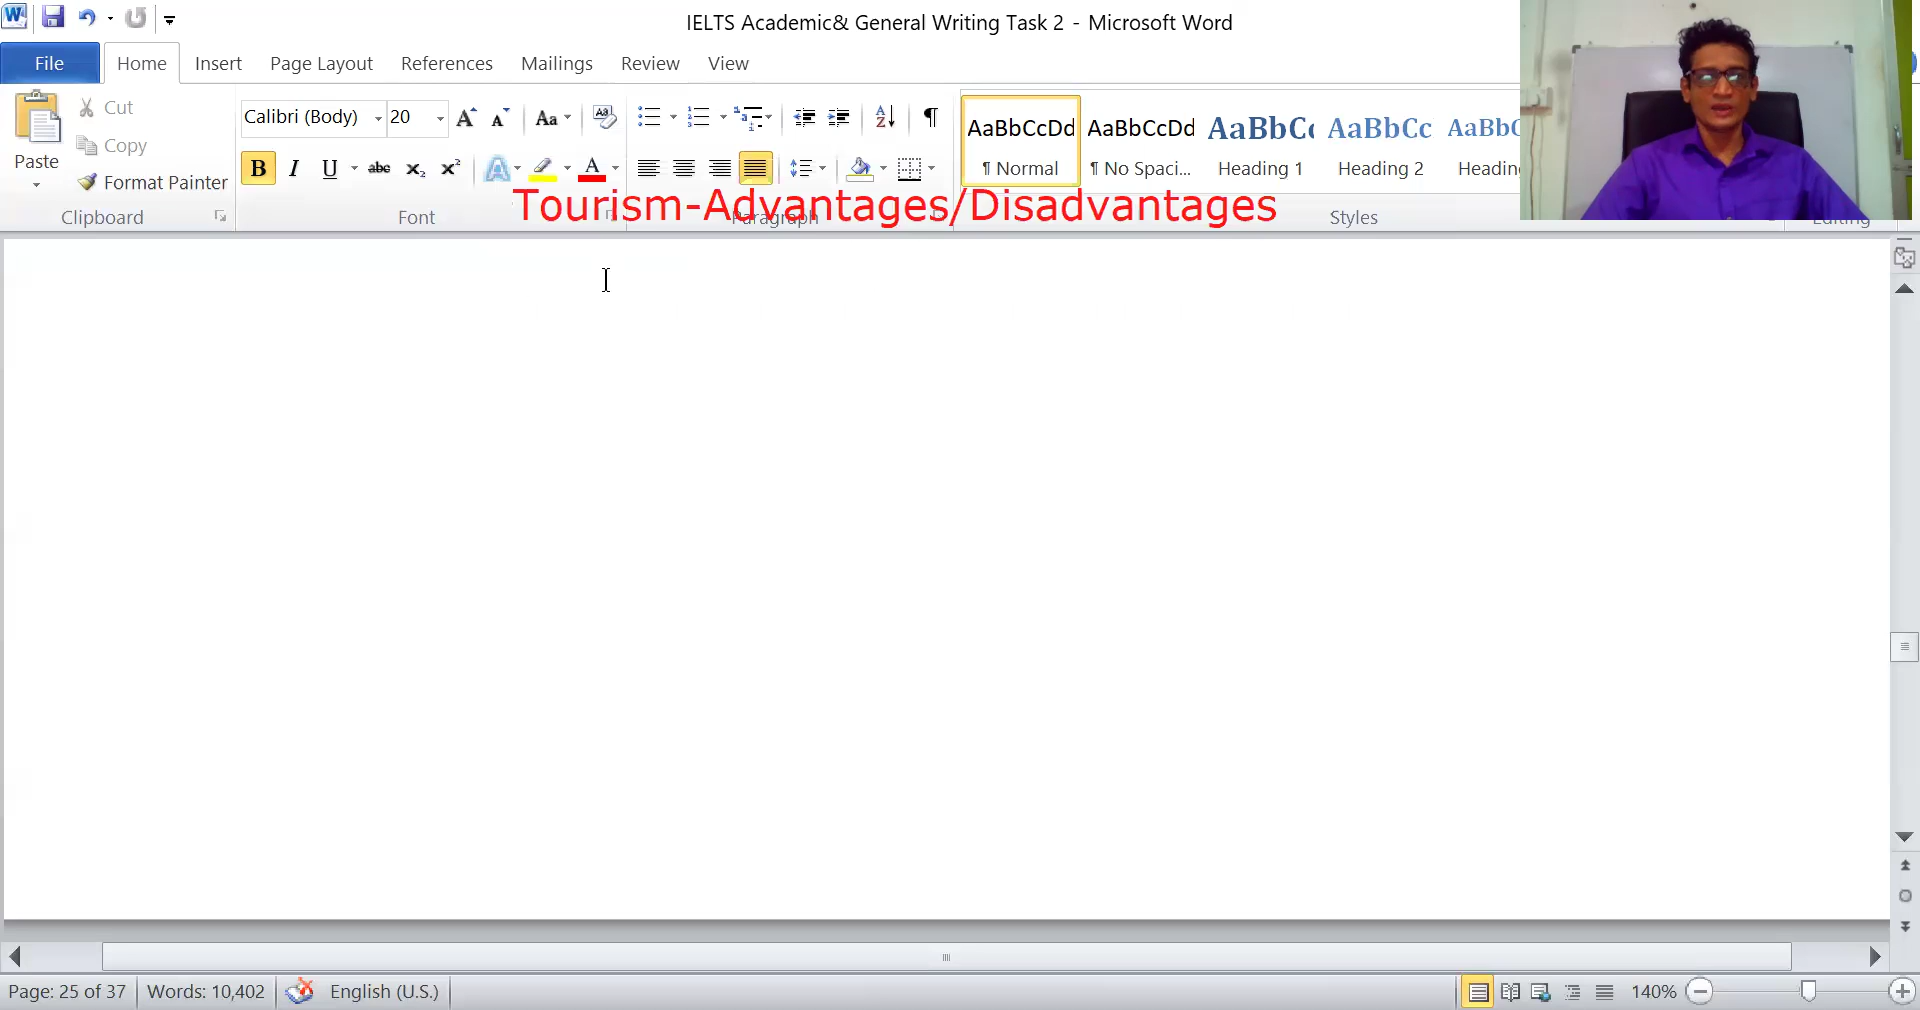 IELTS Academic& General Writing Task 2 - Microsoft Word
File Home Insert Page Layout References Mailings Review View
Paste
Cut
Copy
Format Painter
Clipboard
Calibri (Body) 20
Font
Paragraph
AaBbCcDd AaBbCcDd AaBbCc AaBbCc AaBbC
¶ Normal ¶ No Spaci... Heading 1 Heading 2 Headin
Styles
Editing
Tourism-Advantages/Disadvantages
Page: 25 of 37 Words: 10,402 English (U.S.) 140%